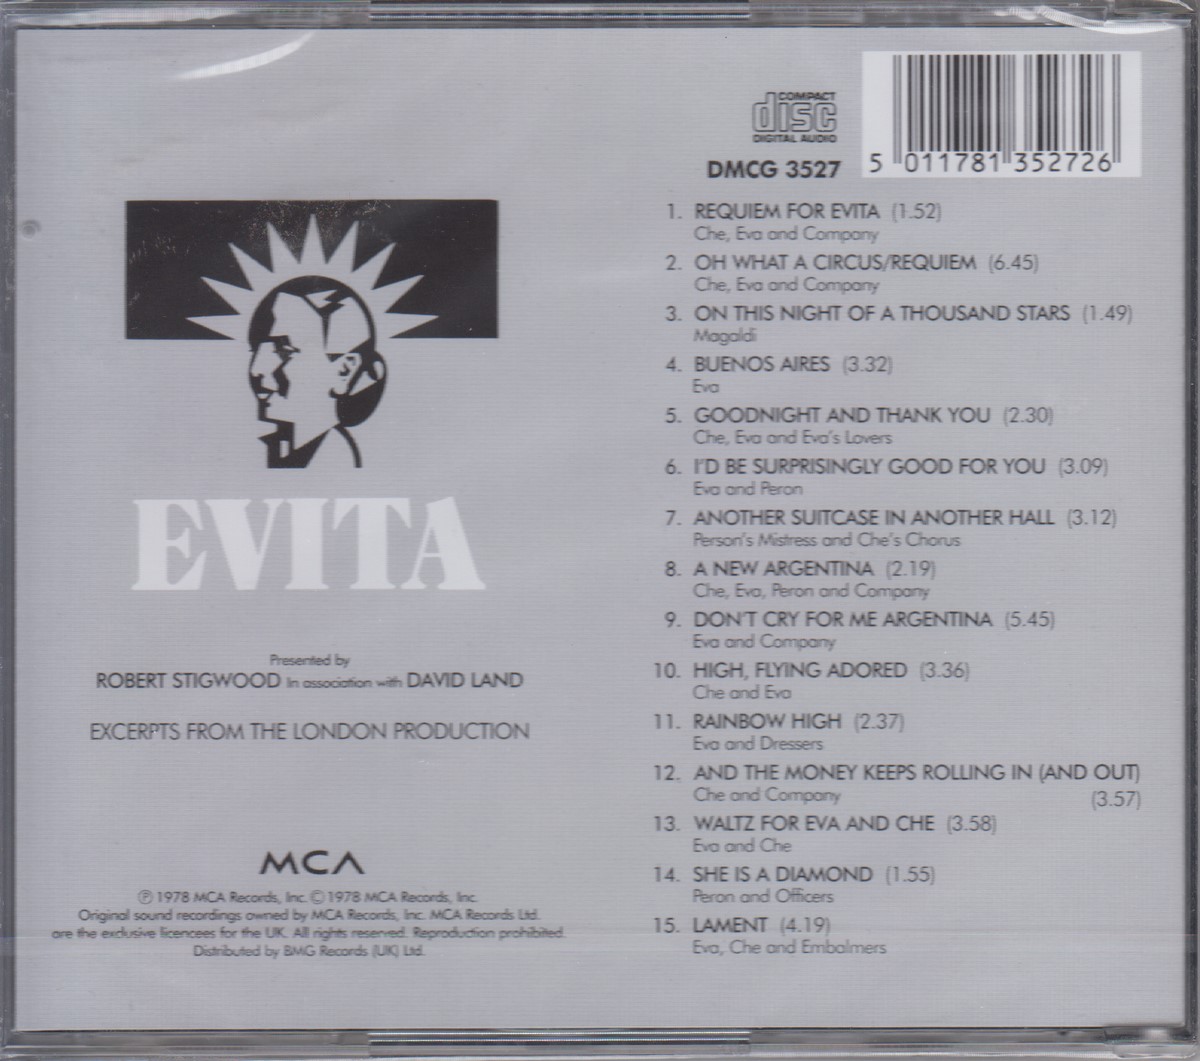 COMPACT
disc
DIGITAL AUDIO
DMCG 3527
5 011781 352726
1. REQUIEM FOR EVITA (1.52)
Che, Eva and Company
2. OH WHAT A CIRCUS/REQUIEM (6.45)
Che, Eva and Company
3. ON THIS NIGHT OF A THOUSAND STARS (1.49)
Magaldi
4. BUENOS AIRES (3.32)
Eva
5. GOODNIGHT AND THANK YOU (2.30)
Che, Eva and Eva's Lovers
6. I'D BE SURPRISINGLY GOOD FOR YOU (3.09)
Eva and Peron
7. ANOTHER SUITCASE IN ANOTHER HALL (3.12)
Person's Mistress and Che's Chorus
8. A NEW ARGENTINA (2.19)
Che, Eva, Peron and Company
9. DON'T CRY FOR ME ARGENTINA (5.45)
Eva and Company
10. HIGH, FLYING ADORED (3.36)
Che and Eva
11. RAINBOW HIGH (2.37)
Eva and Dressers
12. AND THE MONEY KEEPS ROLLING IN (AND OUT)
Che and Company (3.57)
13. WALTZ FOR EVA AND CHE (3.58)
Eva and Che
14. SHE IS A DIAMOND (1.55)
Peron and Officers
15. LAMENT (4.19)
Eva, Che and Embalmers
EVITA
Presented by
ROBERT STIGWOOD In association with DAVID LAND
EXCERPTS FROM THE LONDON PRODUCTION
MCA
℗ 1978 MCA Records, Inc. © 1978 MCA Records, Inc.
Original sound recordings owned by MCA Records, Inc. MCA Records Ltd.
are the exclusive licencees for the UK. All rights reserved. Reproduction prohibited.
Distributed by BMG Records (UK) Ltd.